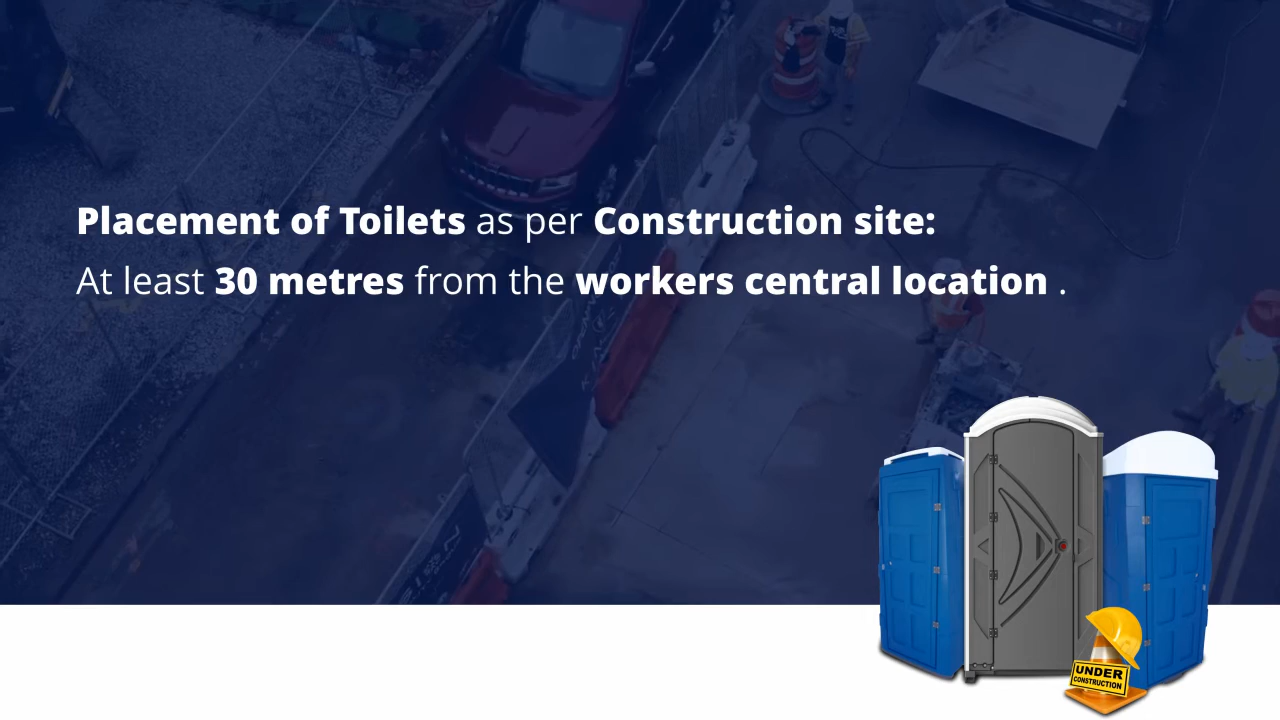 Placement of Toilets as per Construction site:
At least 30 metres from the workers central location .
UNDER
CONSTRUCTION